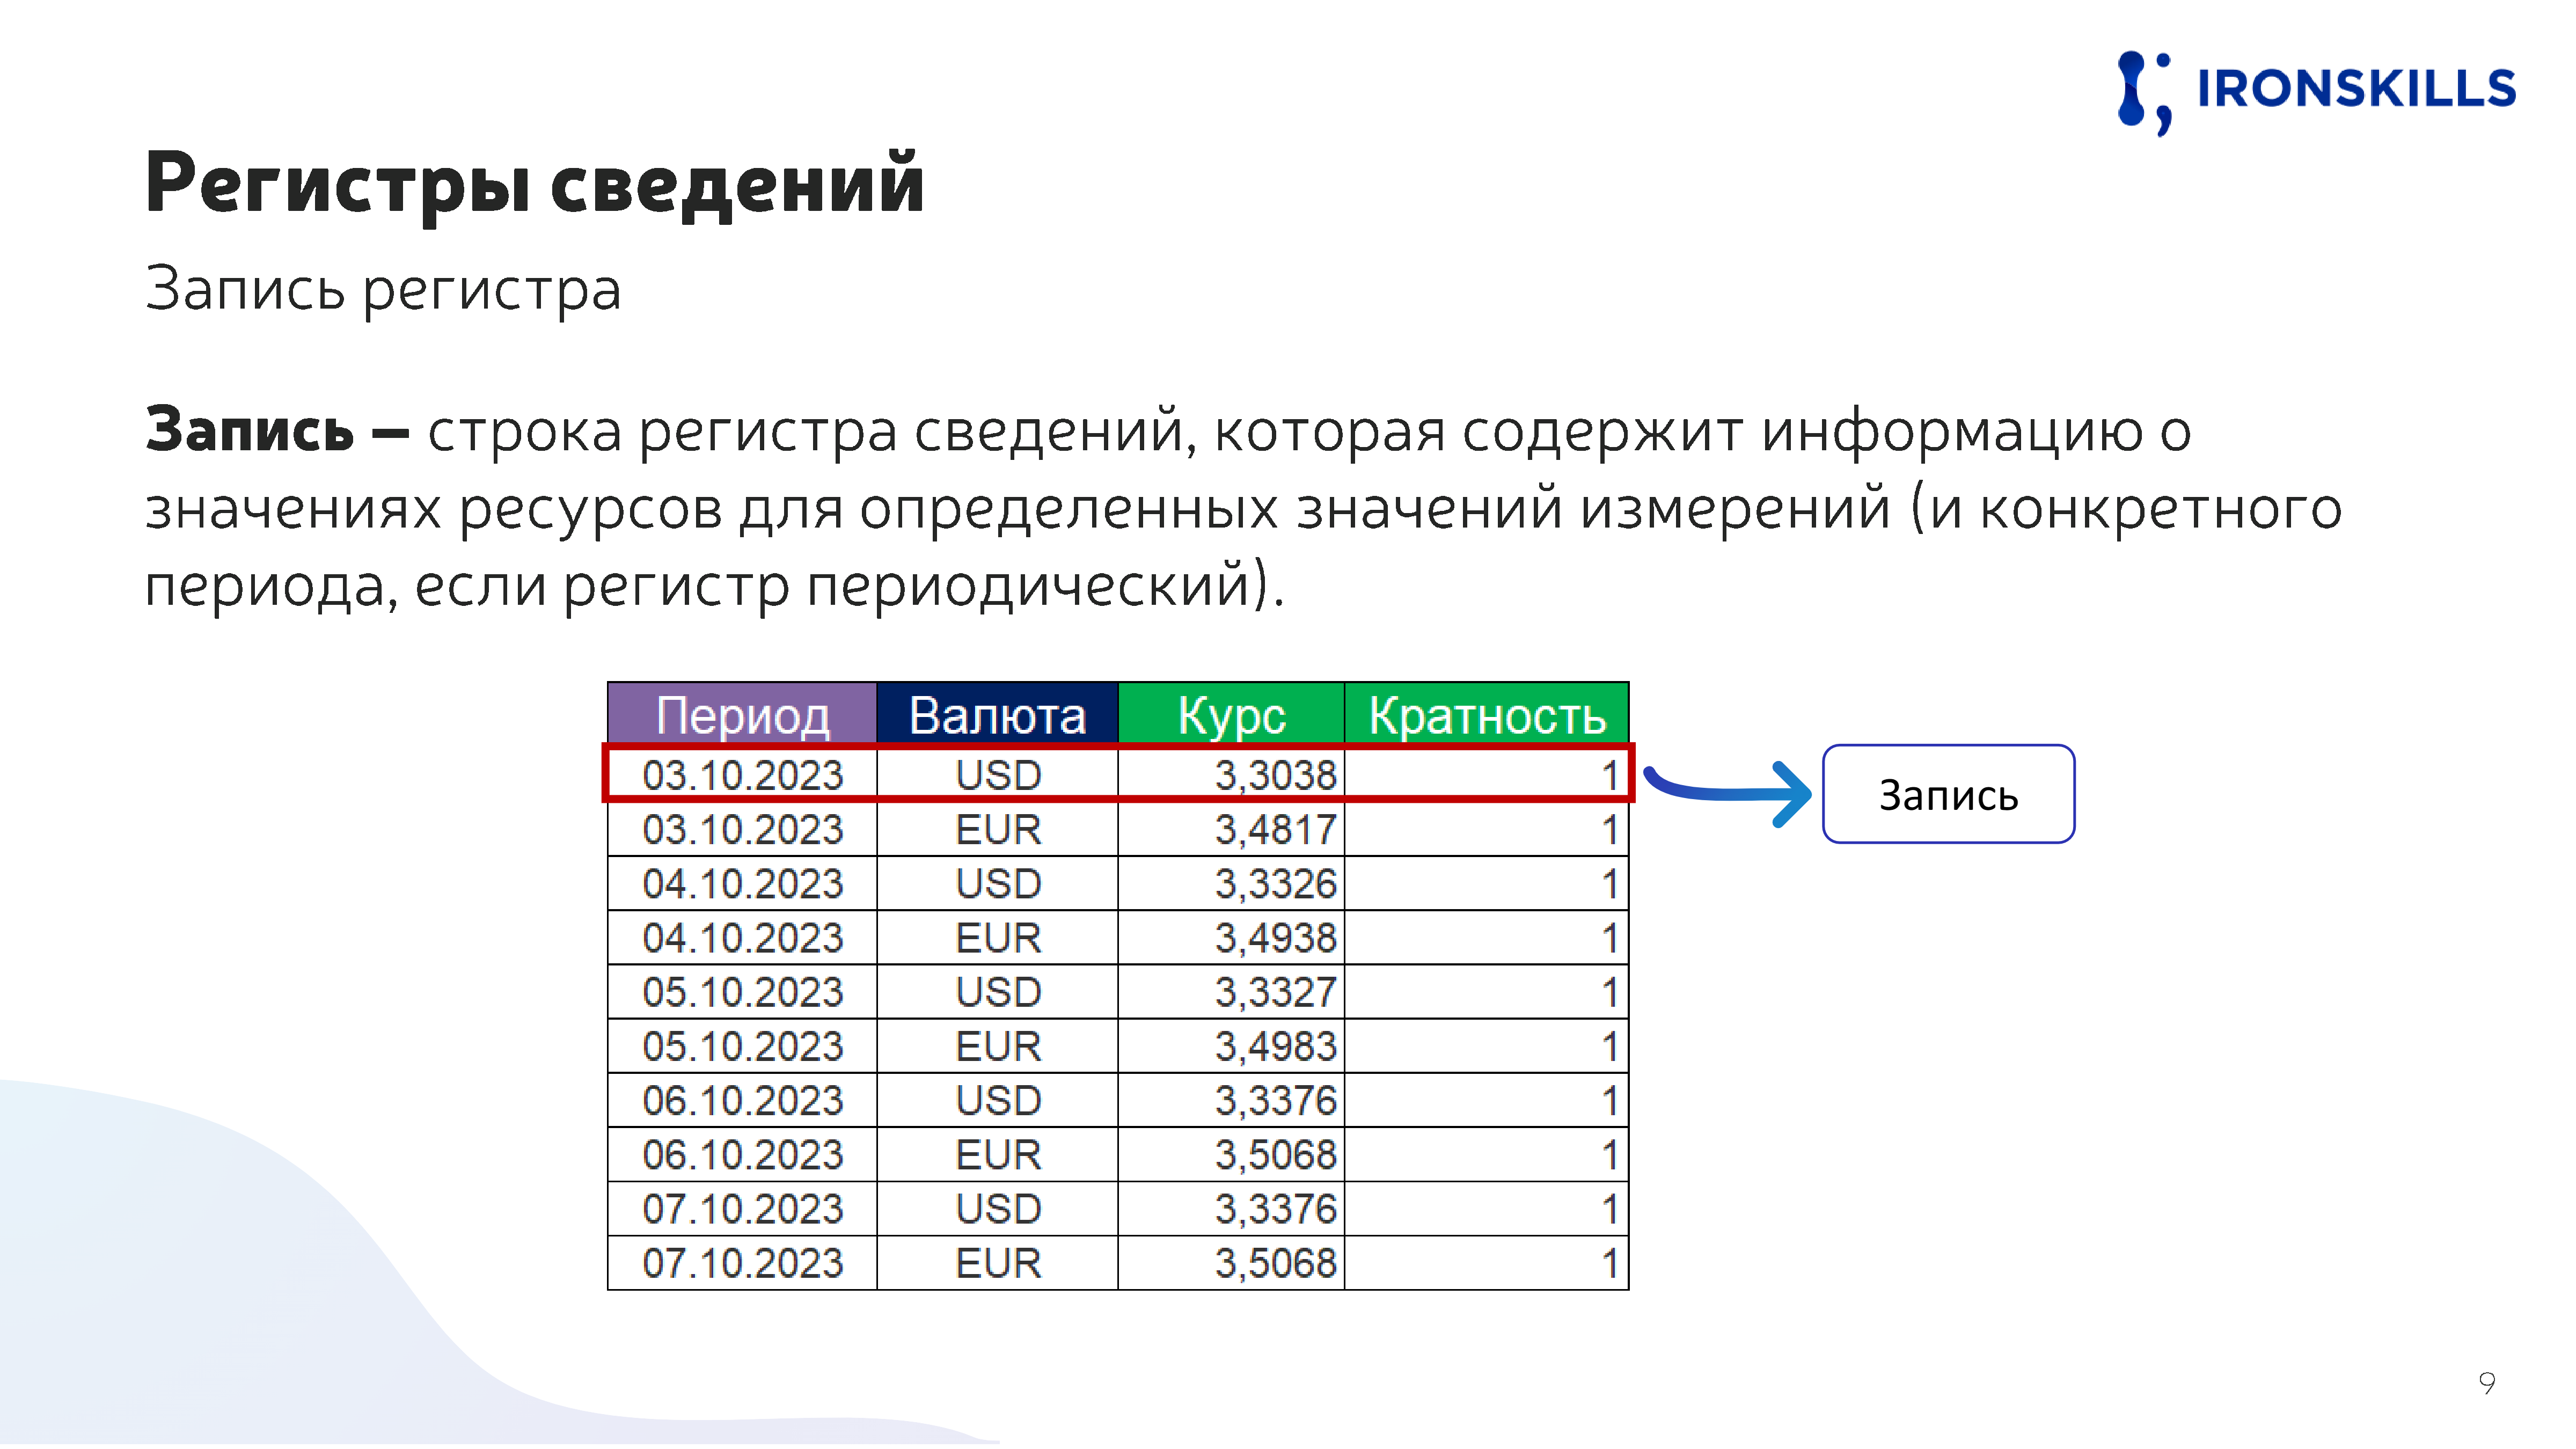 IRONSKILLS
Регистры сведений
Запись регистра
Запись — строка регистра сведений, которая содержит информацию о
значениях ресурсов для определенных значений измерений (и конкретного
периода, если регистр периодический).
Период Валюта Курс Кратность
03.10.2023 USD 3,3038 1
Запись
03.10.2023 EUR 3,4817 1
04.10.2023 USD 3,3326 1
04.10.2023 EUR 3,4938 1
05.10.2023 USD 3,3327 1
05.10.2023 EUR 3,4983 1
06.10.2023 USD 3,3376 1
06.10.2023 EUR 3,5068 1
07.10.2023 USD 3,3376 1
07.10.2023 EUR 3,5068 1
9